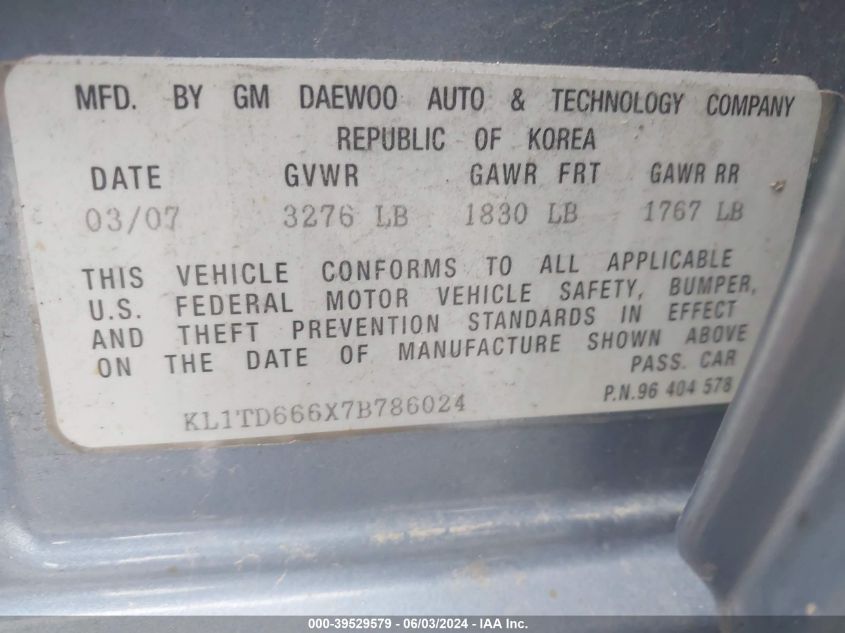 MFD. BY GM DAEWOO AUTO & TECHNOLOGY COMPANY
REPUBLIC OF KOREA
DATE GVWR GAWR FRT GAWR RR
03/07 3276 LB 1830 LB 1767 LB
THIS VEHICLE CONFORMS TO ALL APPLICABLE
U.S. FEDERAL MOTOR VEHICLE SAFETY, BUMPER,
AND THEFT PREVENTION STANDARDS IN EFFECT
ON THE DATE OF MANUFACTURE SHOWN ABOVE
PASS. CAR
KL1TD666X7B786024 P.N.96 404 578
000-39529579 - 06/03/2024 - IAA Inc.